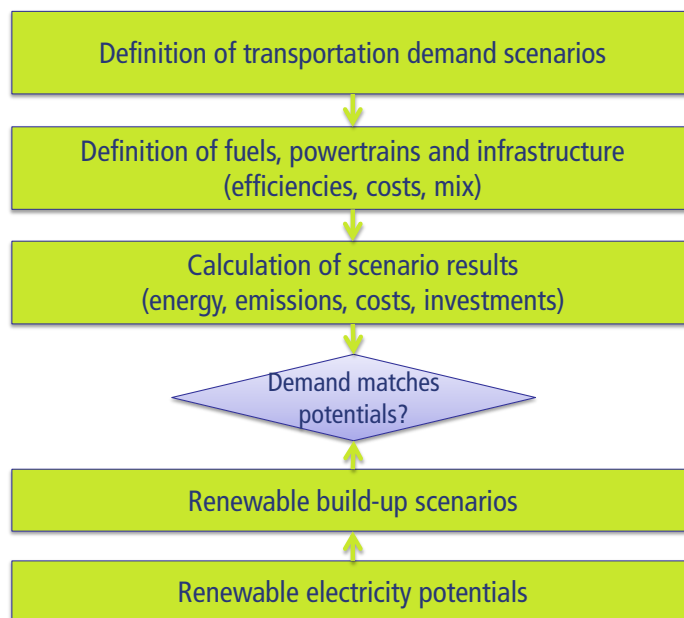 Definition of transportation demand scenarios
Definition of fuels, powertrains and infrastructure
(efficiencies, costs, mix)
Calculation of scenario results
(energy, emissions, costs, investments)
Demand matches
potentials?
Renewable build-up scenarios
Renewable electricity potentials